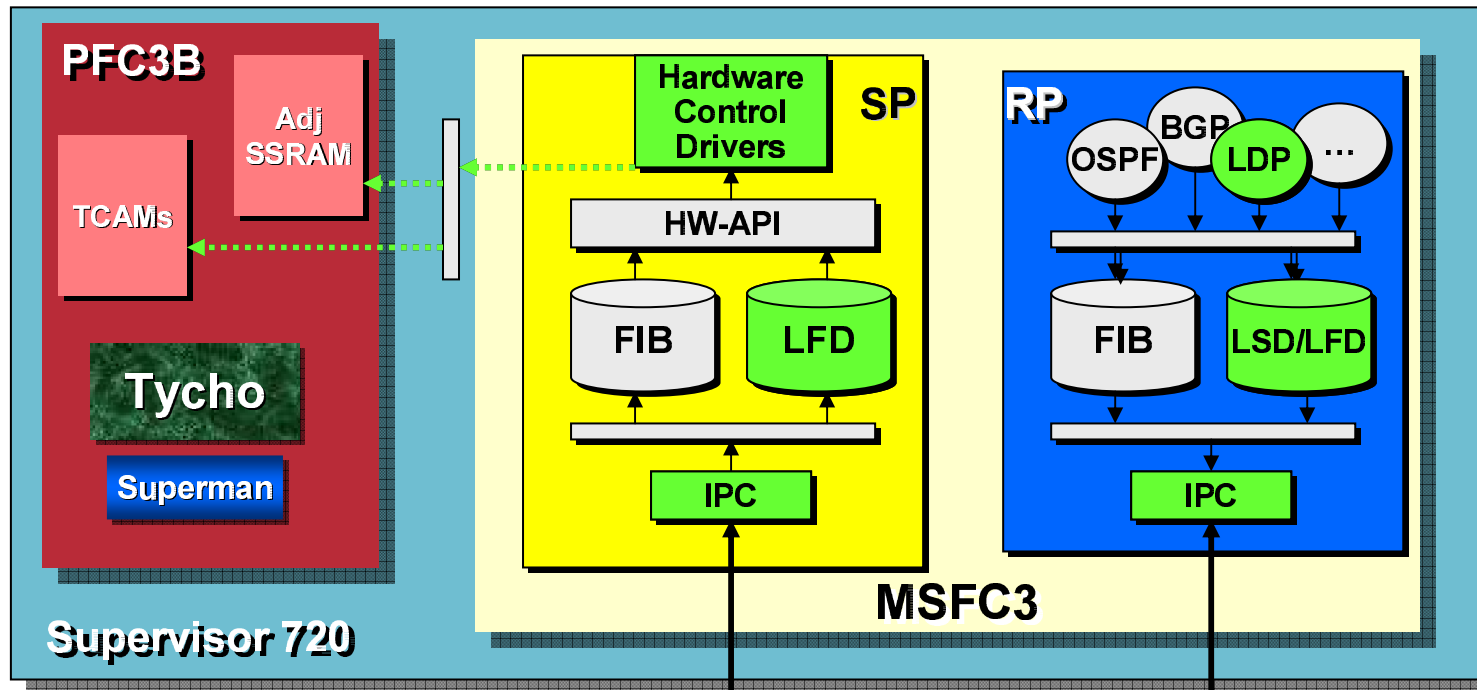 PFC3B
Adj
SSRAM
TCAMs
Tycho
Superman
Supervisor 720
Hardware
Control
Drivers
SP
HW-API
FIB
LFD
IPC
RP
OSPF
BGP
LDP
...
FIB
LSD/LFD
IPC
MSFC3